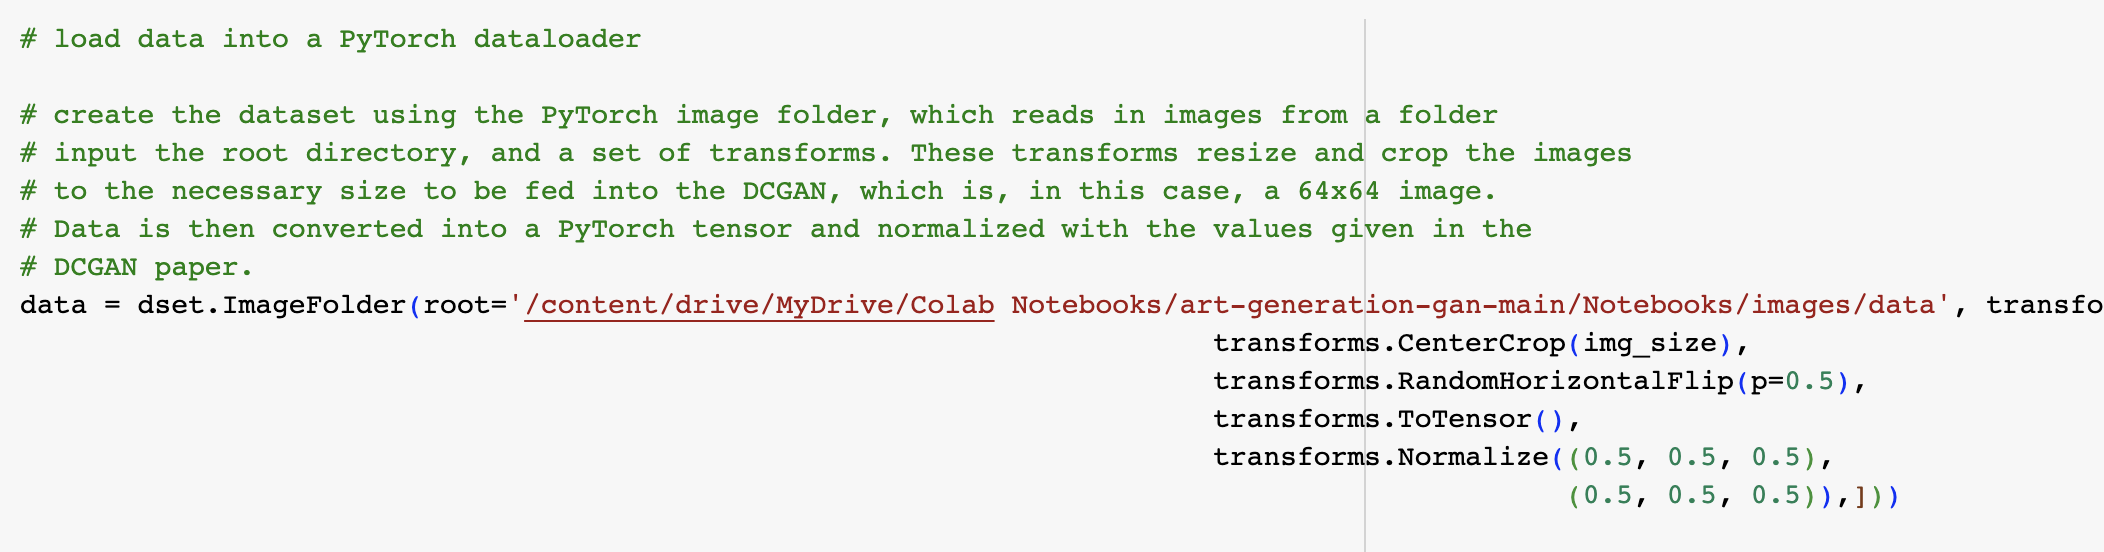 # load data into a PyTorch dataloader
# create the dataset using the PyTorch image folder, which reads in images from a folder
# input the root directory, and a set of transforms. These transforms resize and crop the images
# to the necessary size to be fed into the DCGAN, which is, in this case, a 64x64 image.
# Data is then converted into a PyTorch tensor and normalized with the values given in the
# DCGAN paper.
data = dset.ImageFolder(root='/content/drive/MyDrive/Colab Notebooks/art-generation-gan-main/Notebooks/images/data', transfo
transforms.CenterCrop(img_size),
transforms.RandomHorizontalFlip(p=0.5),
transforms.ToTensor(),
transforms.Normalize((0.5, 0.5, 0.5),
(0.5, 0.5, 0.5)),]))